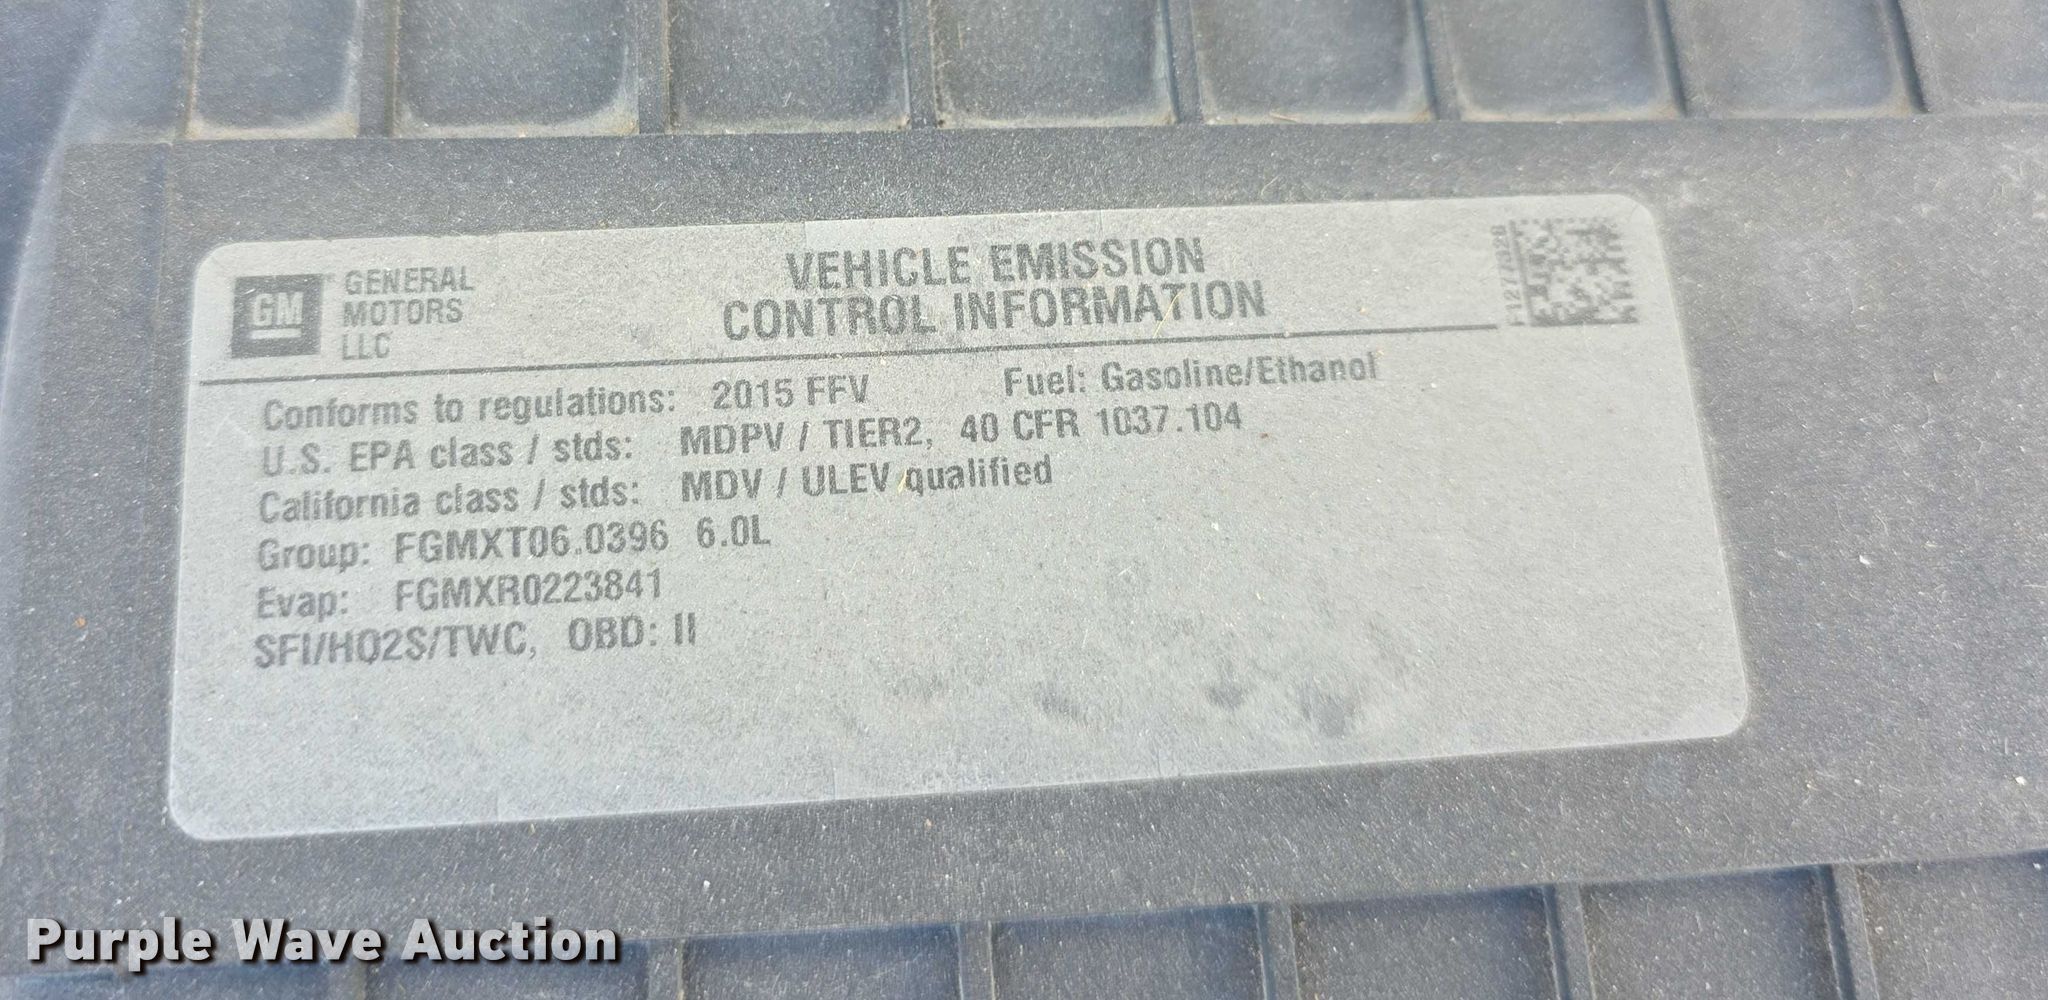 GM
GENERAL
MOTORS
LLC
VEHICLE EMISSION
CONTROL INFORMATION
Conforms to regulations: 2015 FFV Fuel: Gasoline/Ethanol
U.S. EPA class / stds: MDPV / TIER2, 40 CFR 1037.104
California class / stds: MDV / ULEV qualified
Group: FGMXT06.0396 6.0L
Evap: FGMXR0223841
SFI/HO2S/TWC, OBD: II
Purple Wave Auction